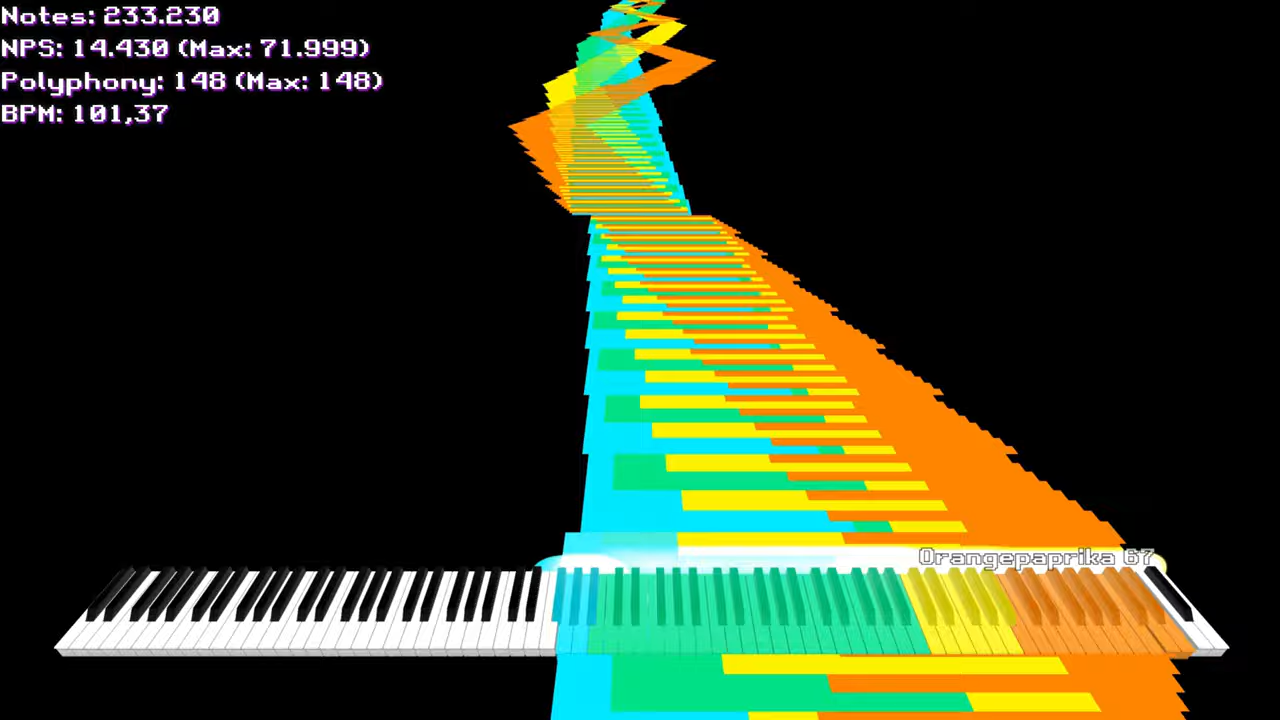 Notes: 233.230
NPS: 14.430 (Max: 71.999)
Polyphony: 148 (Max: 148)
BPM: 101,37
Orangepaprika 67